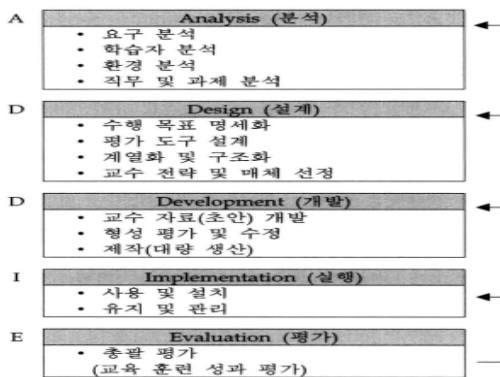 A
Analysis (분석)
• 요구 분석
• 학습자 분석
• 환경 분석
• 직무 및 과제 분석
D
Design (설계)
• 수행 목표 명세화
• 평가 도구 설계
• 계열화 및 구조화
• 교수 전략 및 매체 선정
D
Development (개발)
• 교수 자료(초안) 개발
• 형성 평가 및 수정
• 제작(대량 생산)
I
Implementation (실행)
• 사용 및 설치
• 유지 및 관리
E
Evaluation (평가)
• 총괄 평가
(교육 훈련 성과 평가)